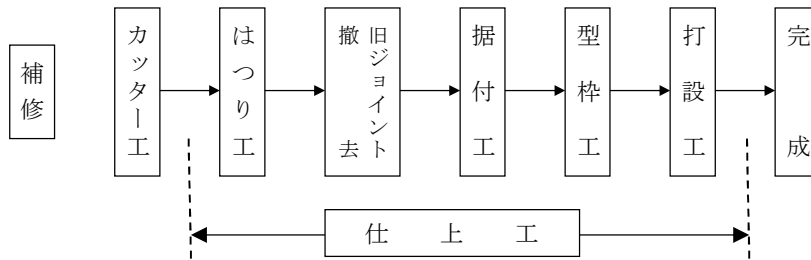 補修
カッター工
はつり工
旧ジョイント
撤去
据付工
型枠工
打設工
完成
仕上工